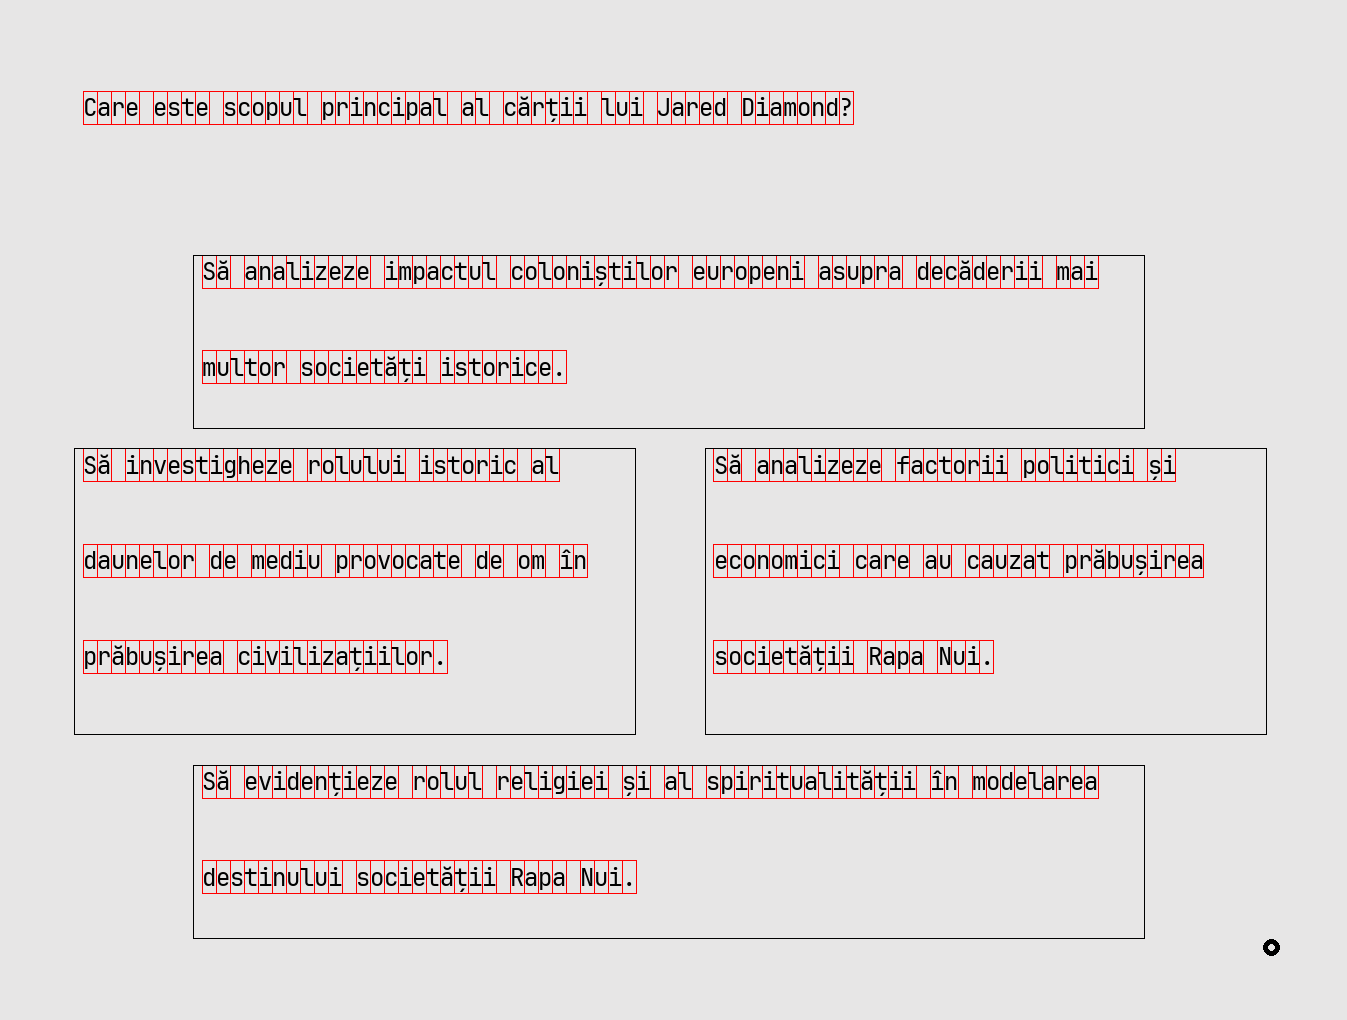 Care este scopul principal al cărții lui Jared Diamond?
Să analizeze impactul coloniștilor europeni asupra decăderii mai
multor societăți istorice.
Să investigheze rolului istoric al
daunelor de mediu provocate de om în
prăbușirea civilizațiilor.
Să analizeze factorii politici și
economici care au cauzat prăbușirea
societății Rapa Nui.
Să evidențieze rolul religiei și al spiritualității în modelarea
destinului societății Rapa Nui.